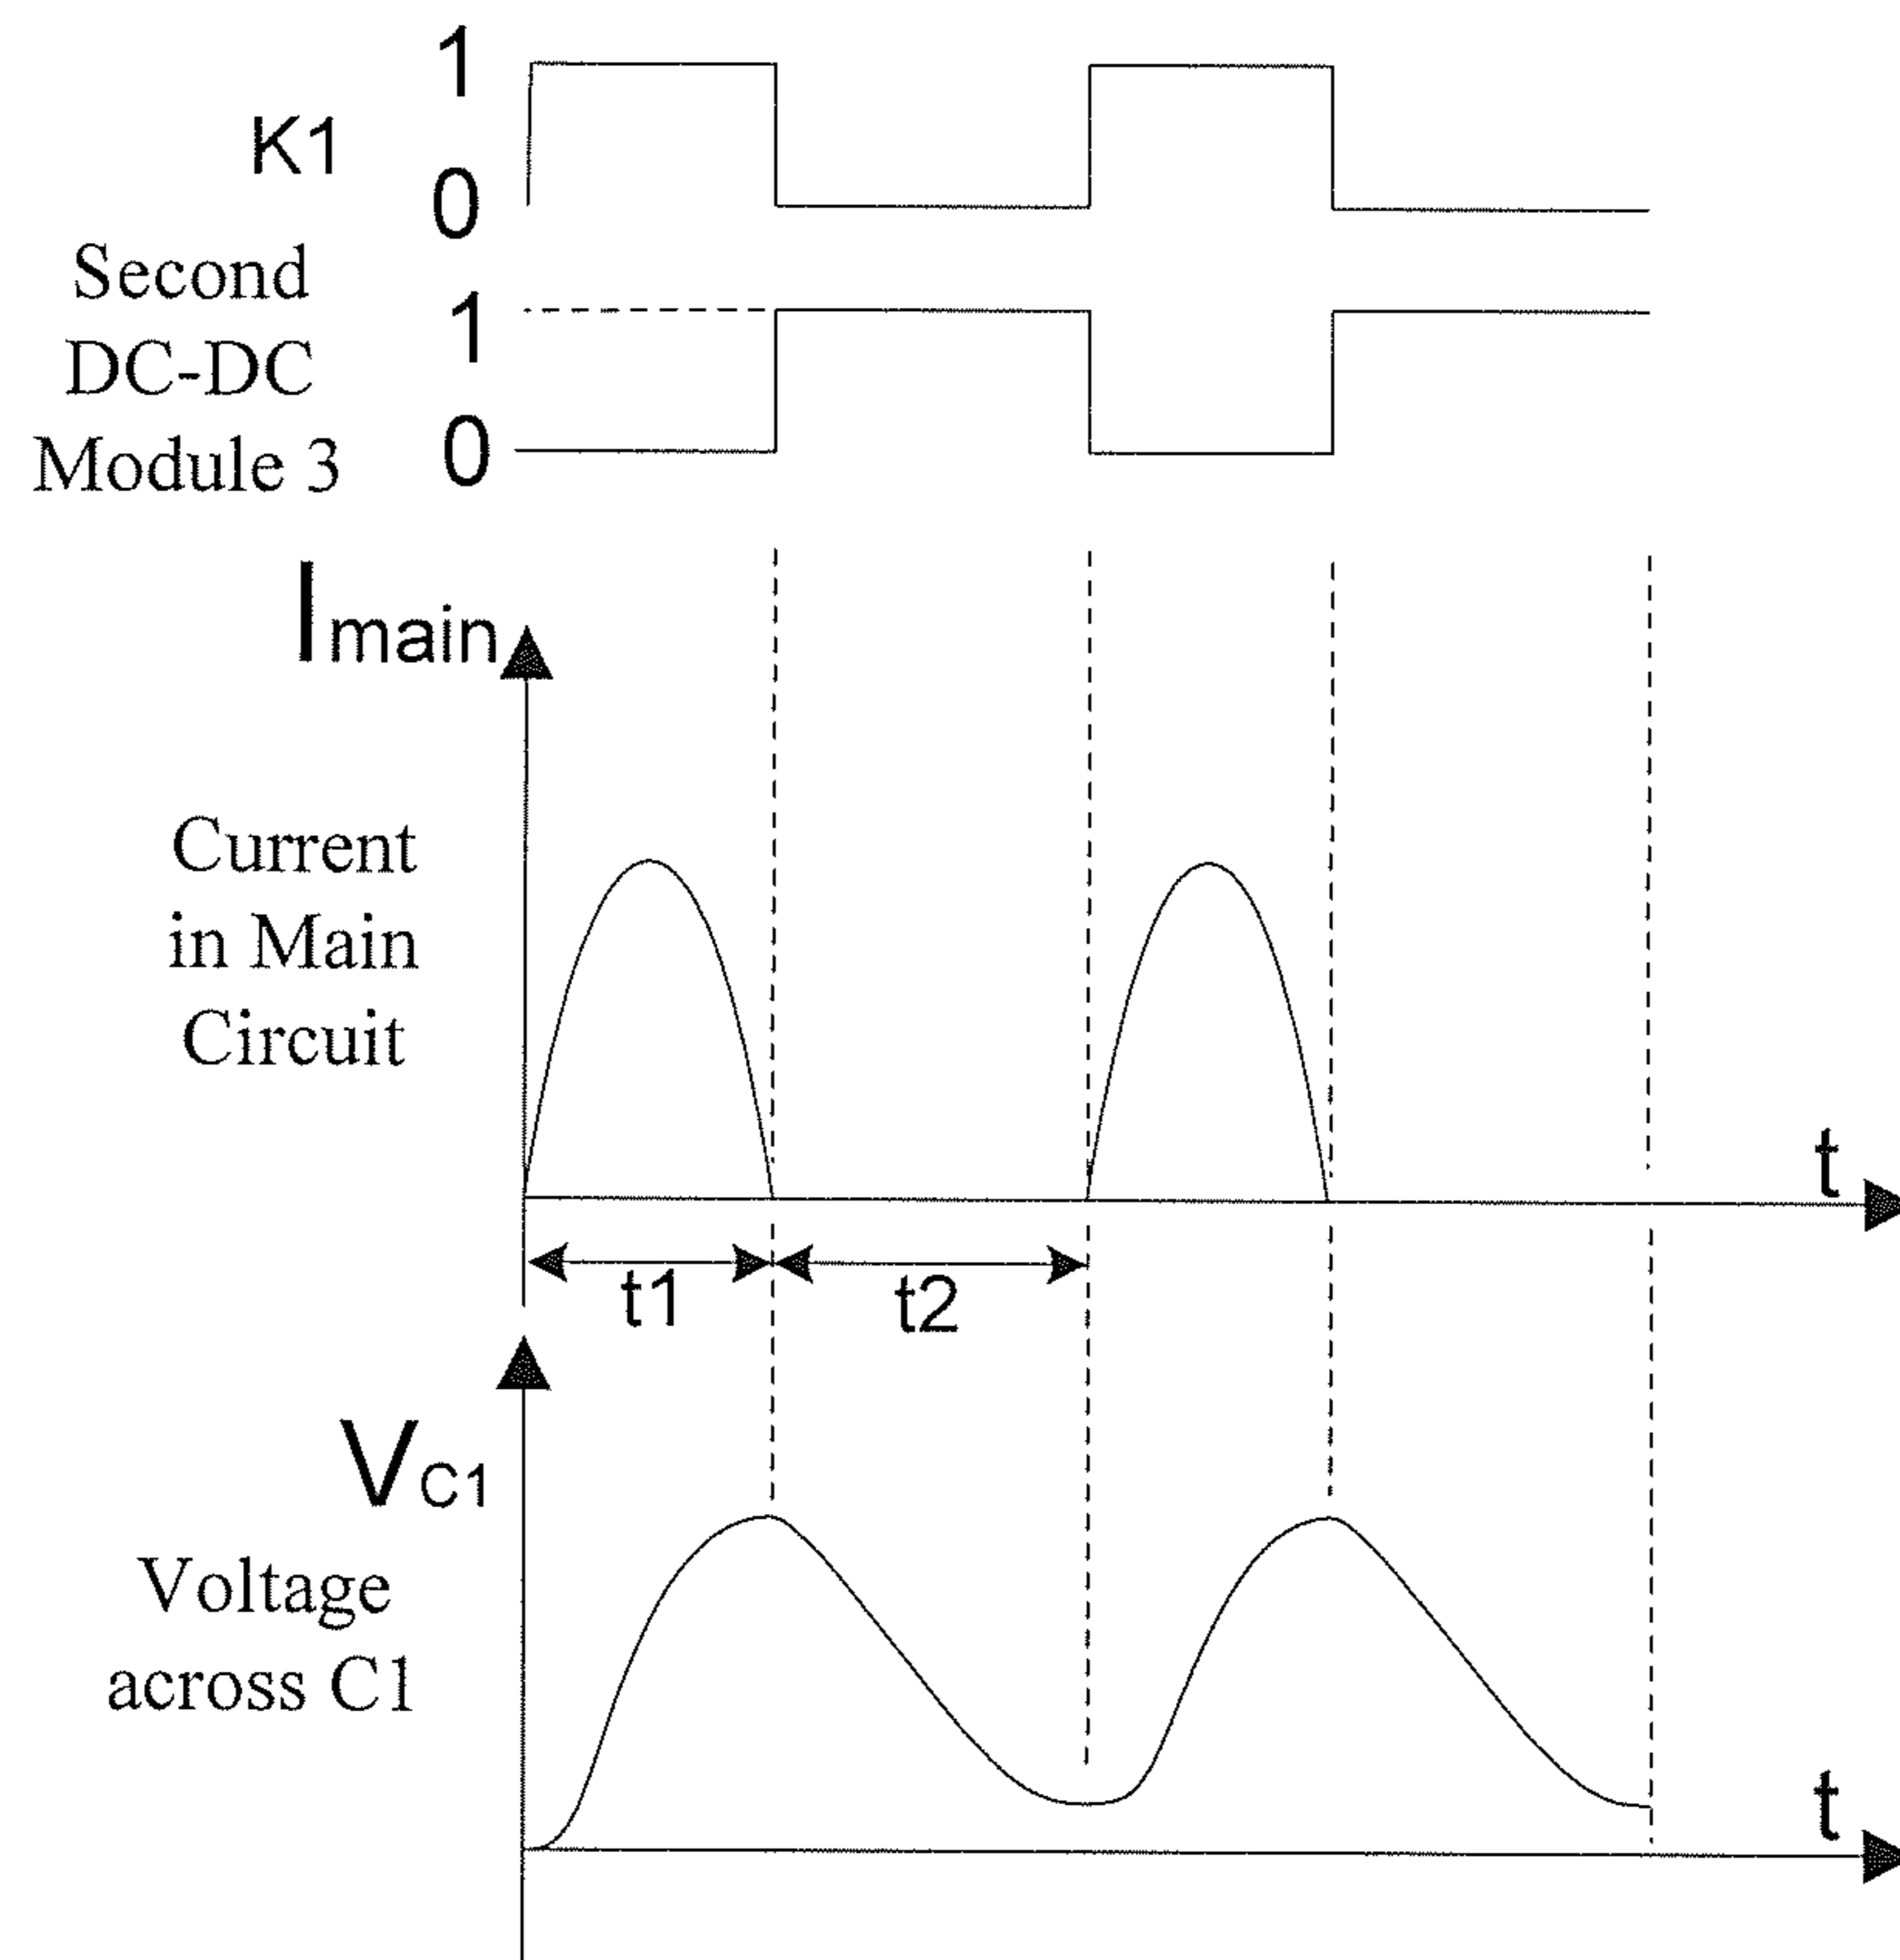 1
K1
0
Second
DC-DC
Module 3
1
0
Imain
Current
in Main
Circuit
t
t1
t2
VC1
Voltage
across C1
t